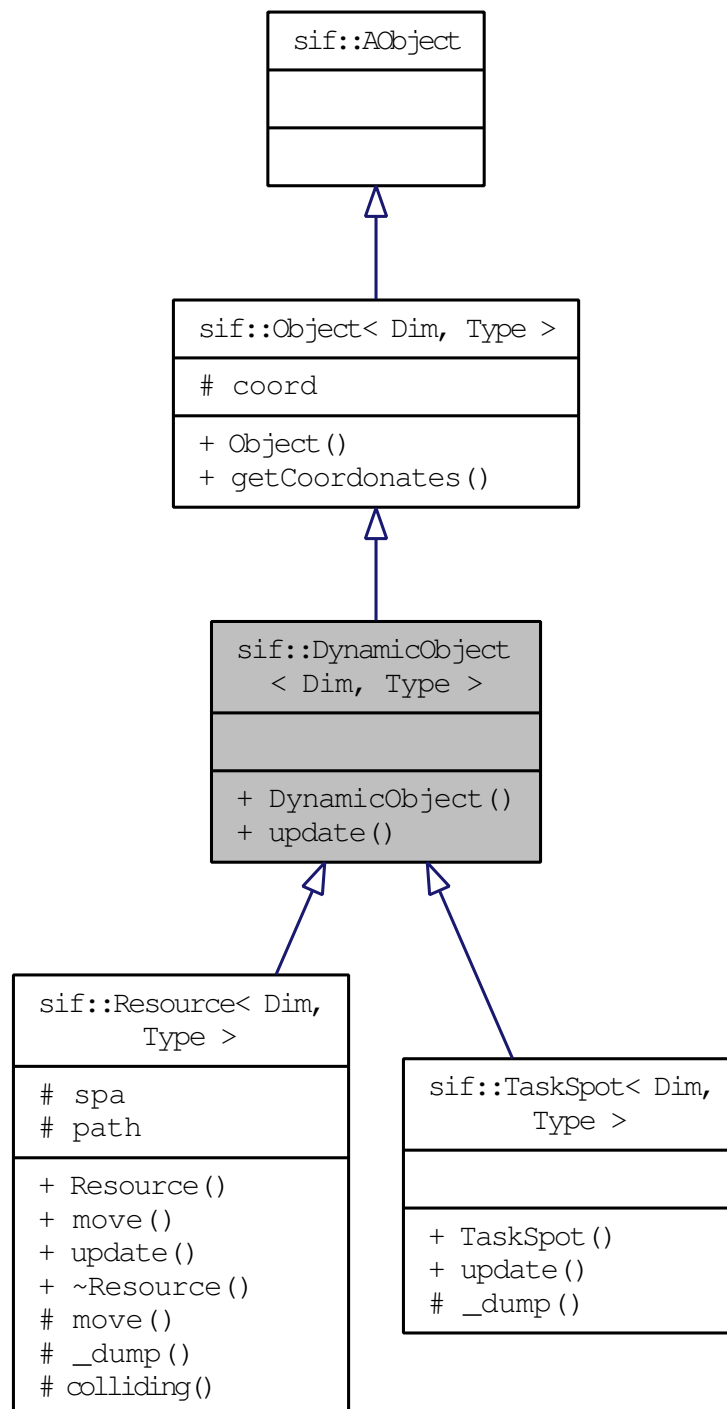 sif::AObject
sif::Object< Dim, Type >
# coord
+ Object()
+ getCoordonates()
sif::DynamicObject
< Dim, Type >
+ DynamicObject()
+ update()
sif::Resource< Dim,
Type >
# spa
# path
+ Resource()
+ move()
+ update()
+ ~Resource()
# move()
# _dump()
# colliding()
sif::TaskSpot< Dim,
Type >
+ TaskSpot()
+ update()
# _dump()